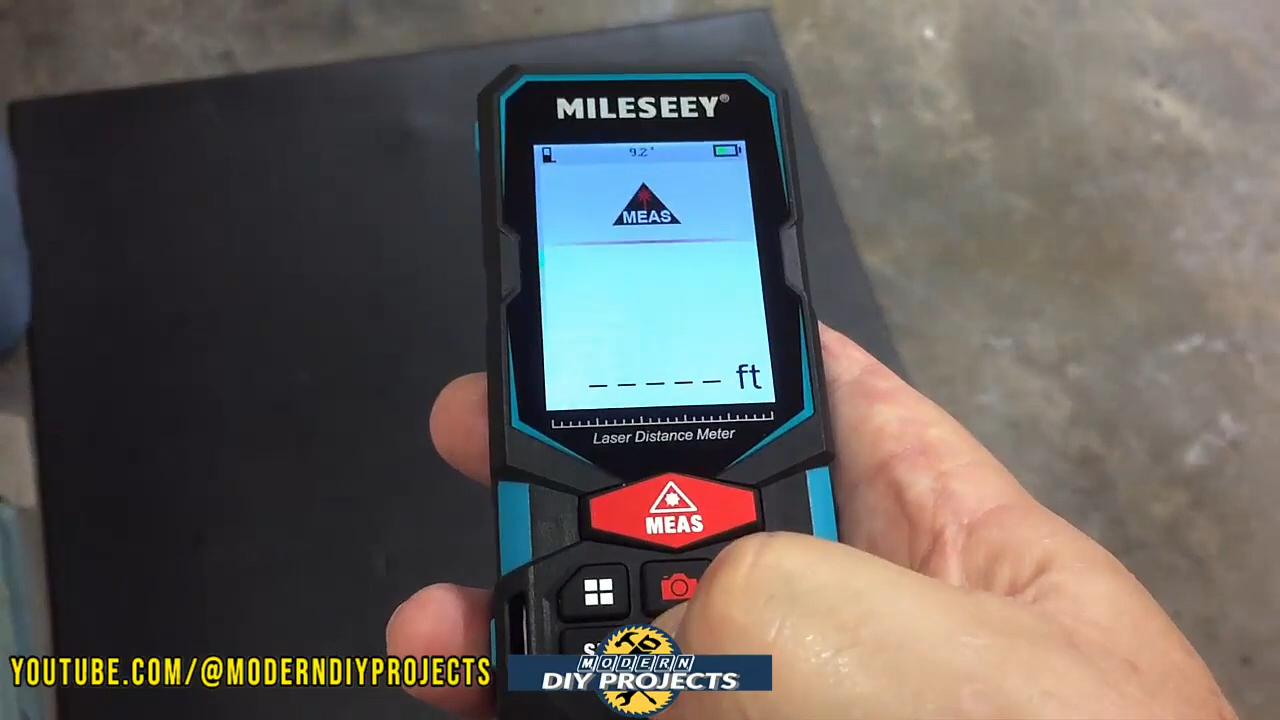 MILESEEY®
9.2°
MEAS
_ _ _ _ _ ft
Laser Distance Meter
MEAS
YOUTUBE.COM/@MODERNDIYPROJECTS
MODERN
DIY PROJECTS